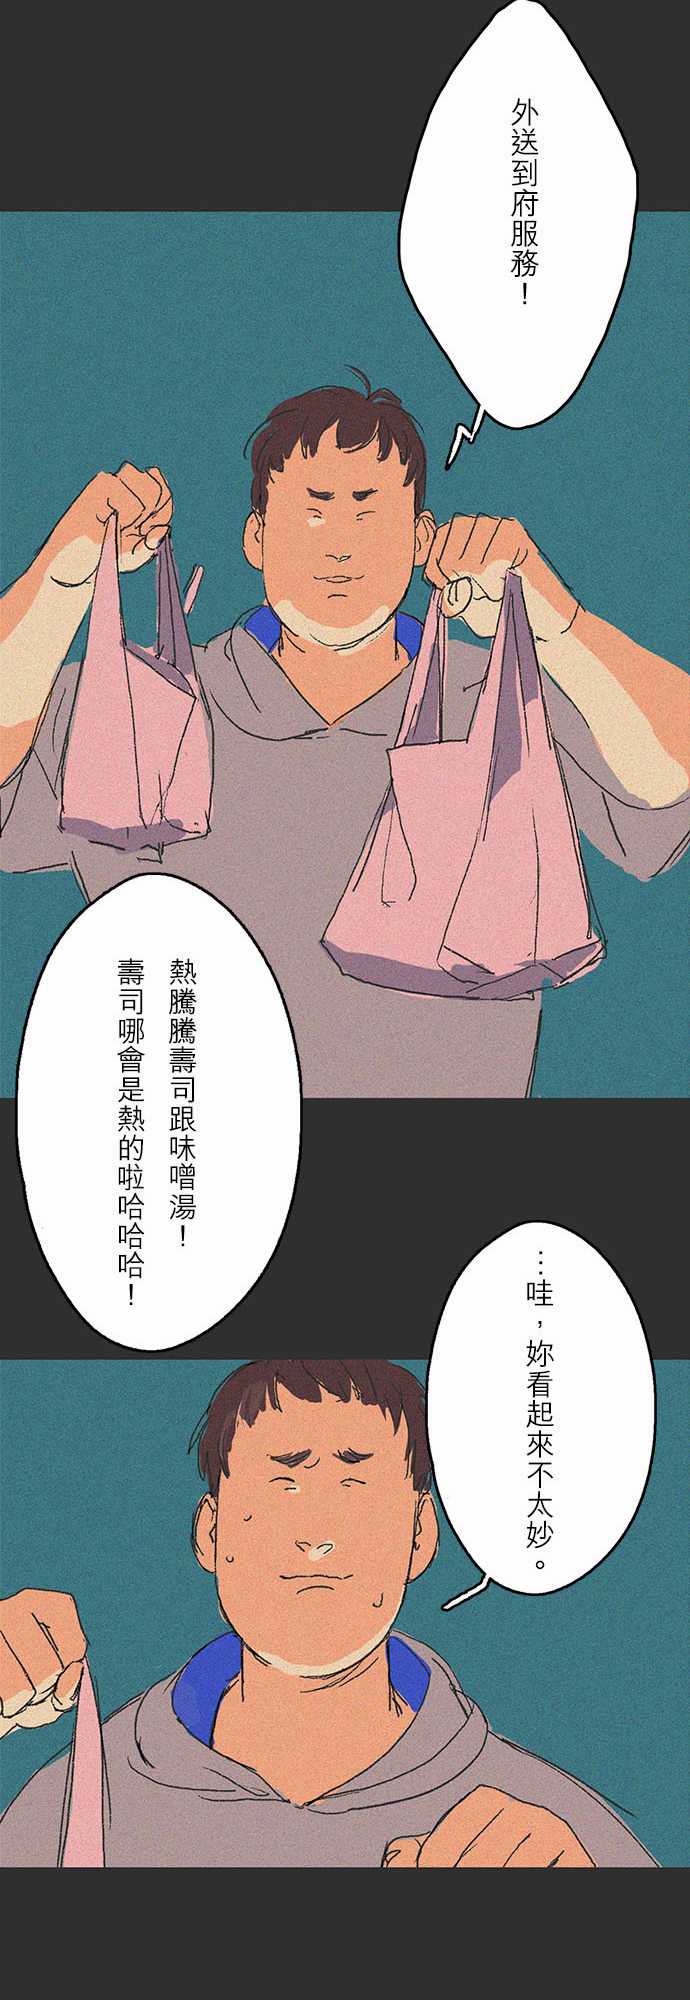 外送到府服務！
熱騰騰壽司跟味噌湯！
壽司哪會是熱的啦哈哈哈！
…哇，妳看起來不太妙。